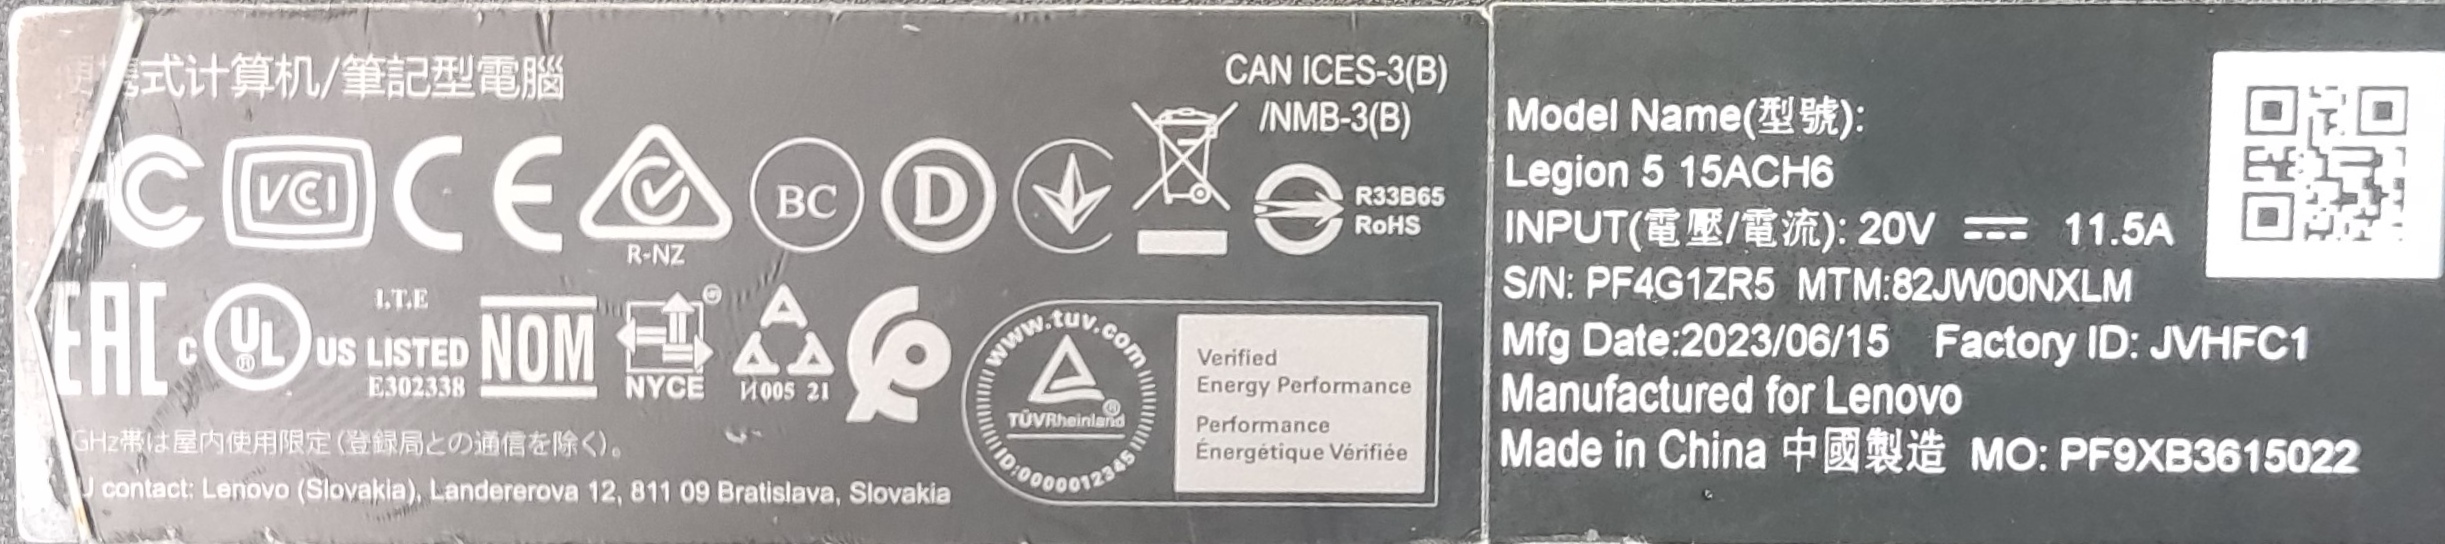 携式计算机/筆記型電腦
CAN ICES-3(B)
/NMB-3(B)
FC VCI CE
R-NZ
BC D
R33B65
RoHS
EAC
c UL® US
I.T.E
LISTED
E302338
NOM
NYCE
И005 21
www.tuv.com
TÜVRheinland®
ID:0000012345
Verified
Energy Performance
Performance
Énergétique Vérifiée
GHz帯は屋内使用限定(登録局との通信を除く)。
U contact: Lenovo (Slovakia), Landererova 12, 811 09 Bratislava, Slovakia
Model Name(型號):
Legion 5 15ACH6
INPUT(電壓/電流): 20V ⎓ 11.5A
S/N: PF4G1ZR5 MTM:82JW00NXLM
Mfg Date:2023/06/15 Factory ID: JVHFC1
Manufactured for Lenovo
Made in China 中國製造 MO: PF9XB3615022